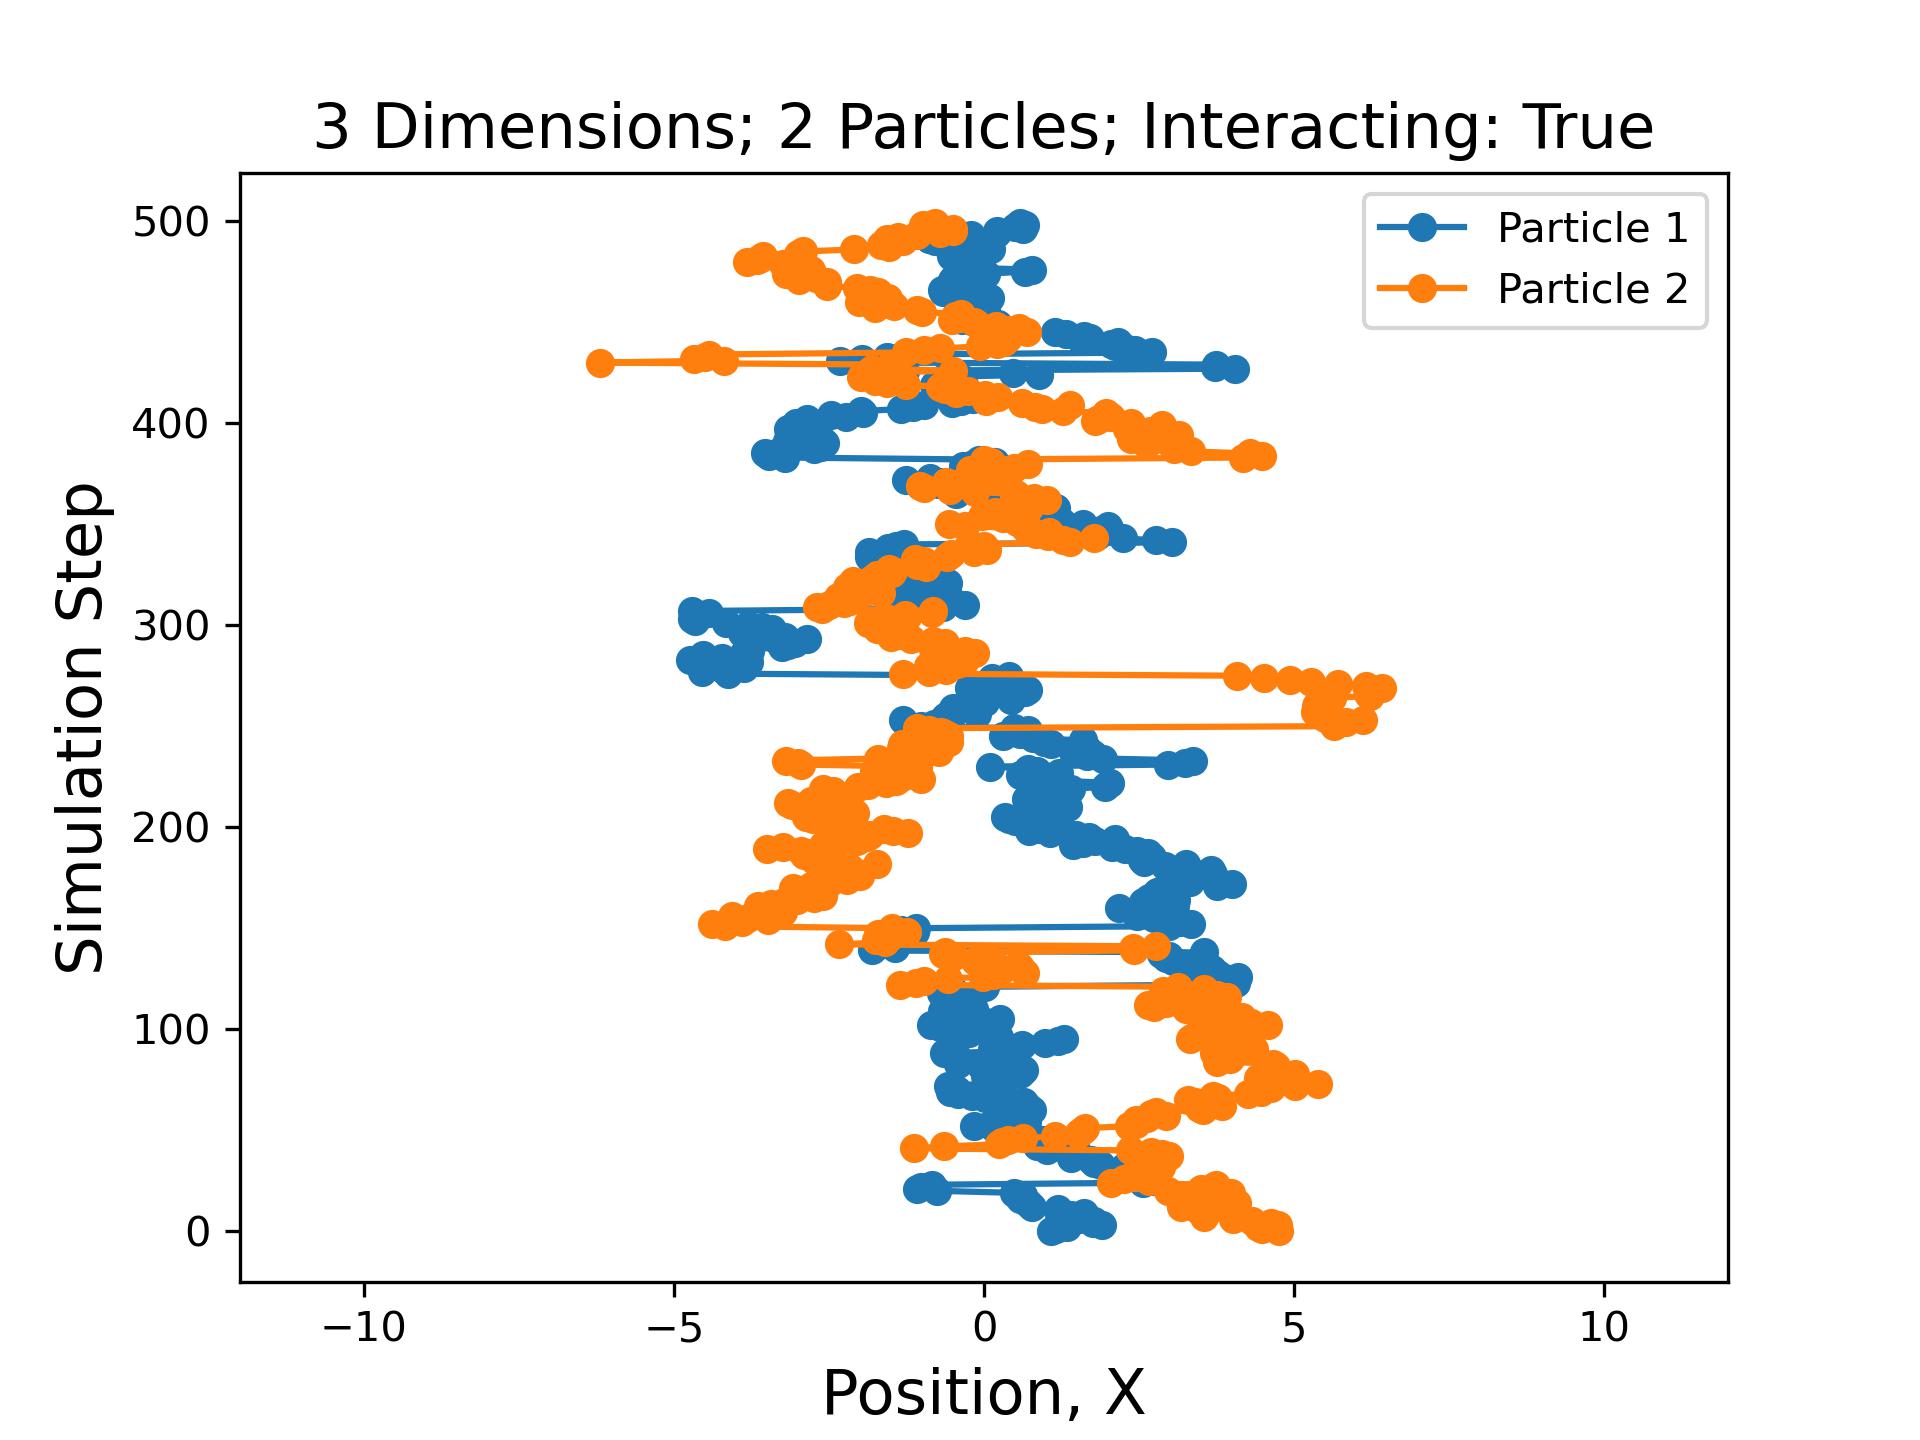 3 Dimensions; 2 Particles; Interacting: True
Particle 1
Particle 2
500
400
300
200
100
0
Simulation Step
−10
−5
0
5
10
Position, X